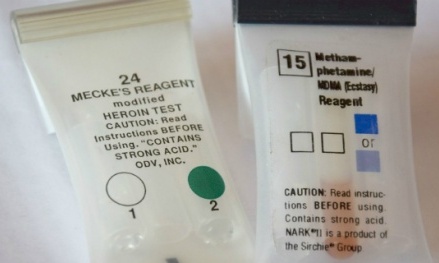 24
MECKE'S REAGENT
modified
HEROIN TEST
CAUTION: Read
Instructions BEFORE
Using. "CONTAINS
STRONG ACID."
ODV, INC.
1
2
15
Metham-
phetamine/
MDMA (Ecstasy)
Reagent
or
CAUTION: Read instruc-
tions BEFORE using.
Contains strong acid.
NARK®II is a product of
the Sirchie® Group